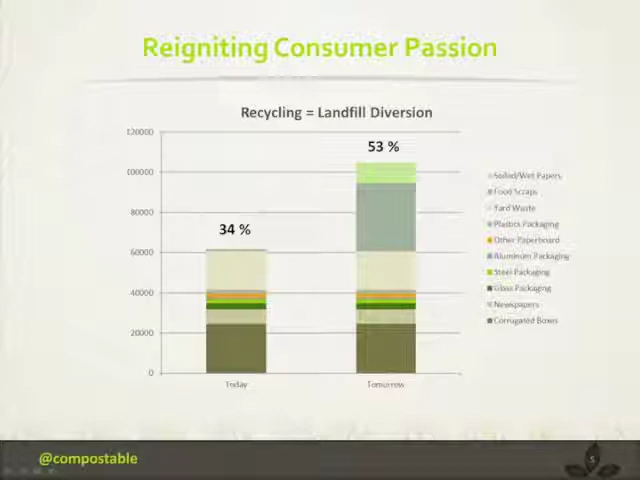 Reigniting Consumer Passion
Recycling = Landfill Diversion
120000
100000
80000
60000
40000
20000
0
34 %
53 %
Today
Tomorrow
Soiled/Wet Papers
Food Scraps
Yard Waste
Plastics Packaging
Other Paperboard
Aluminum Packaging
Steel Packaging
Glass Packaging
Newspapers
Corrugated Boxes
@compostable
5